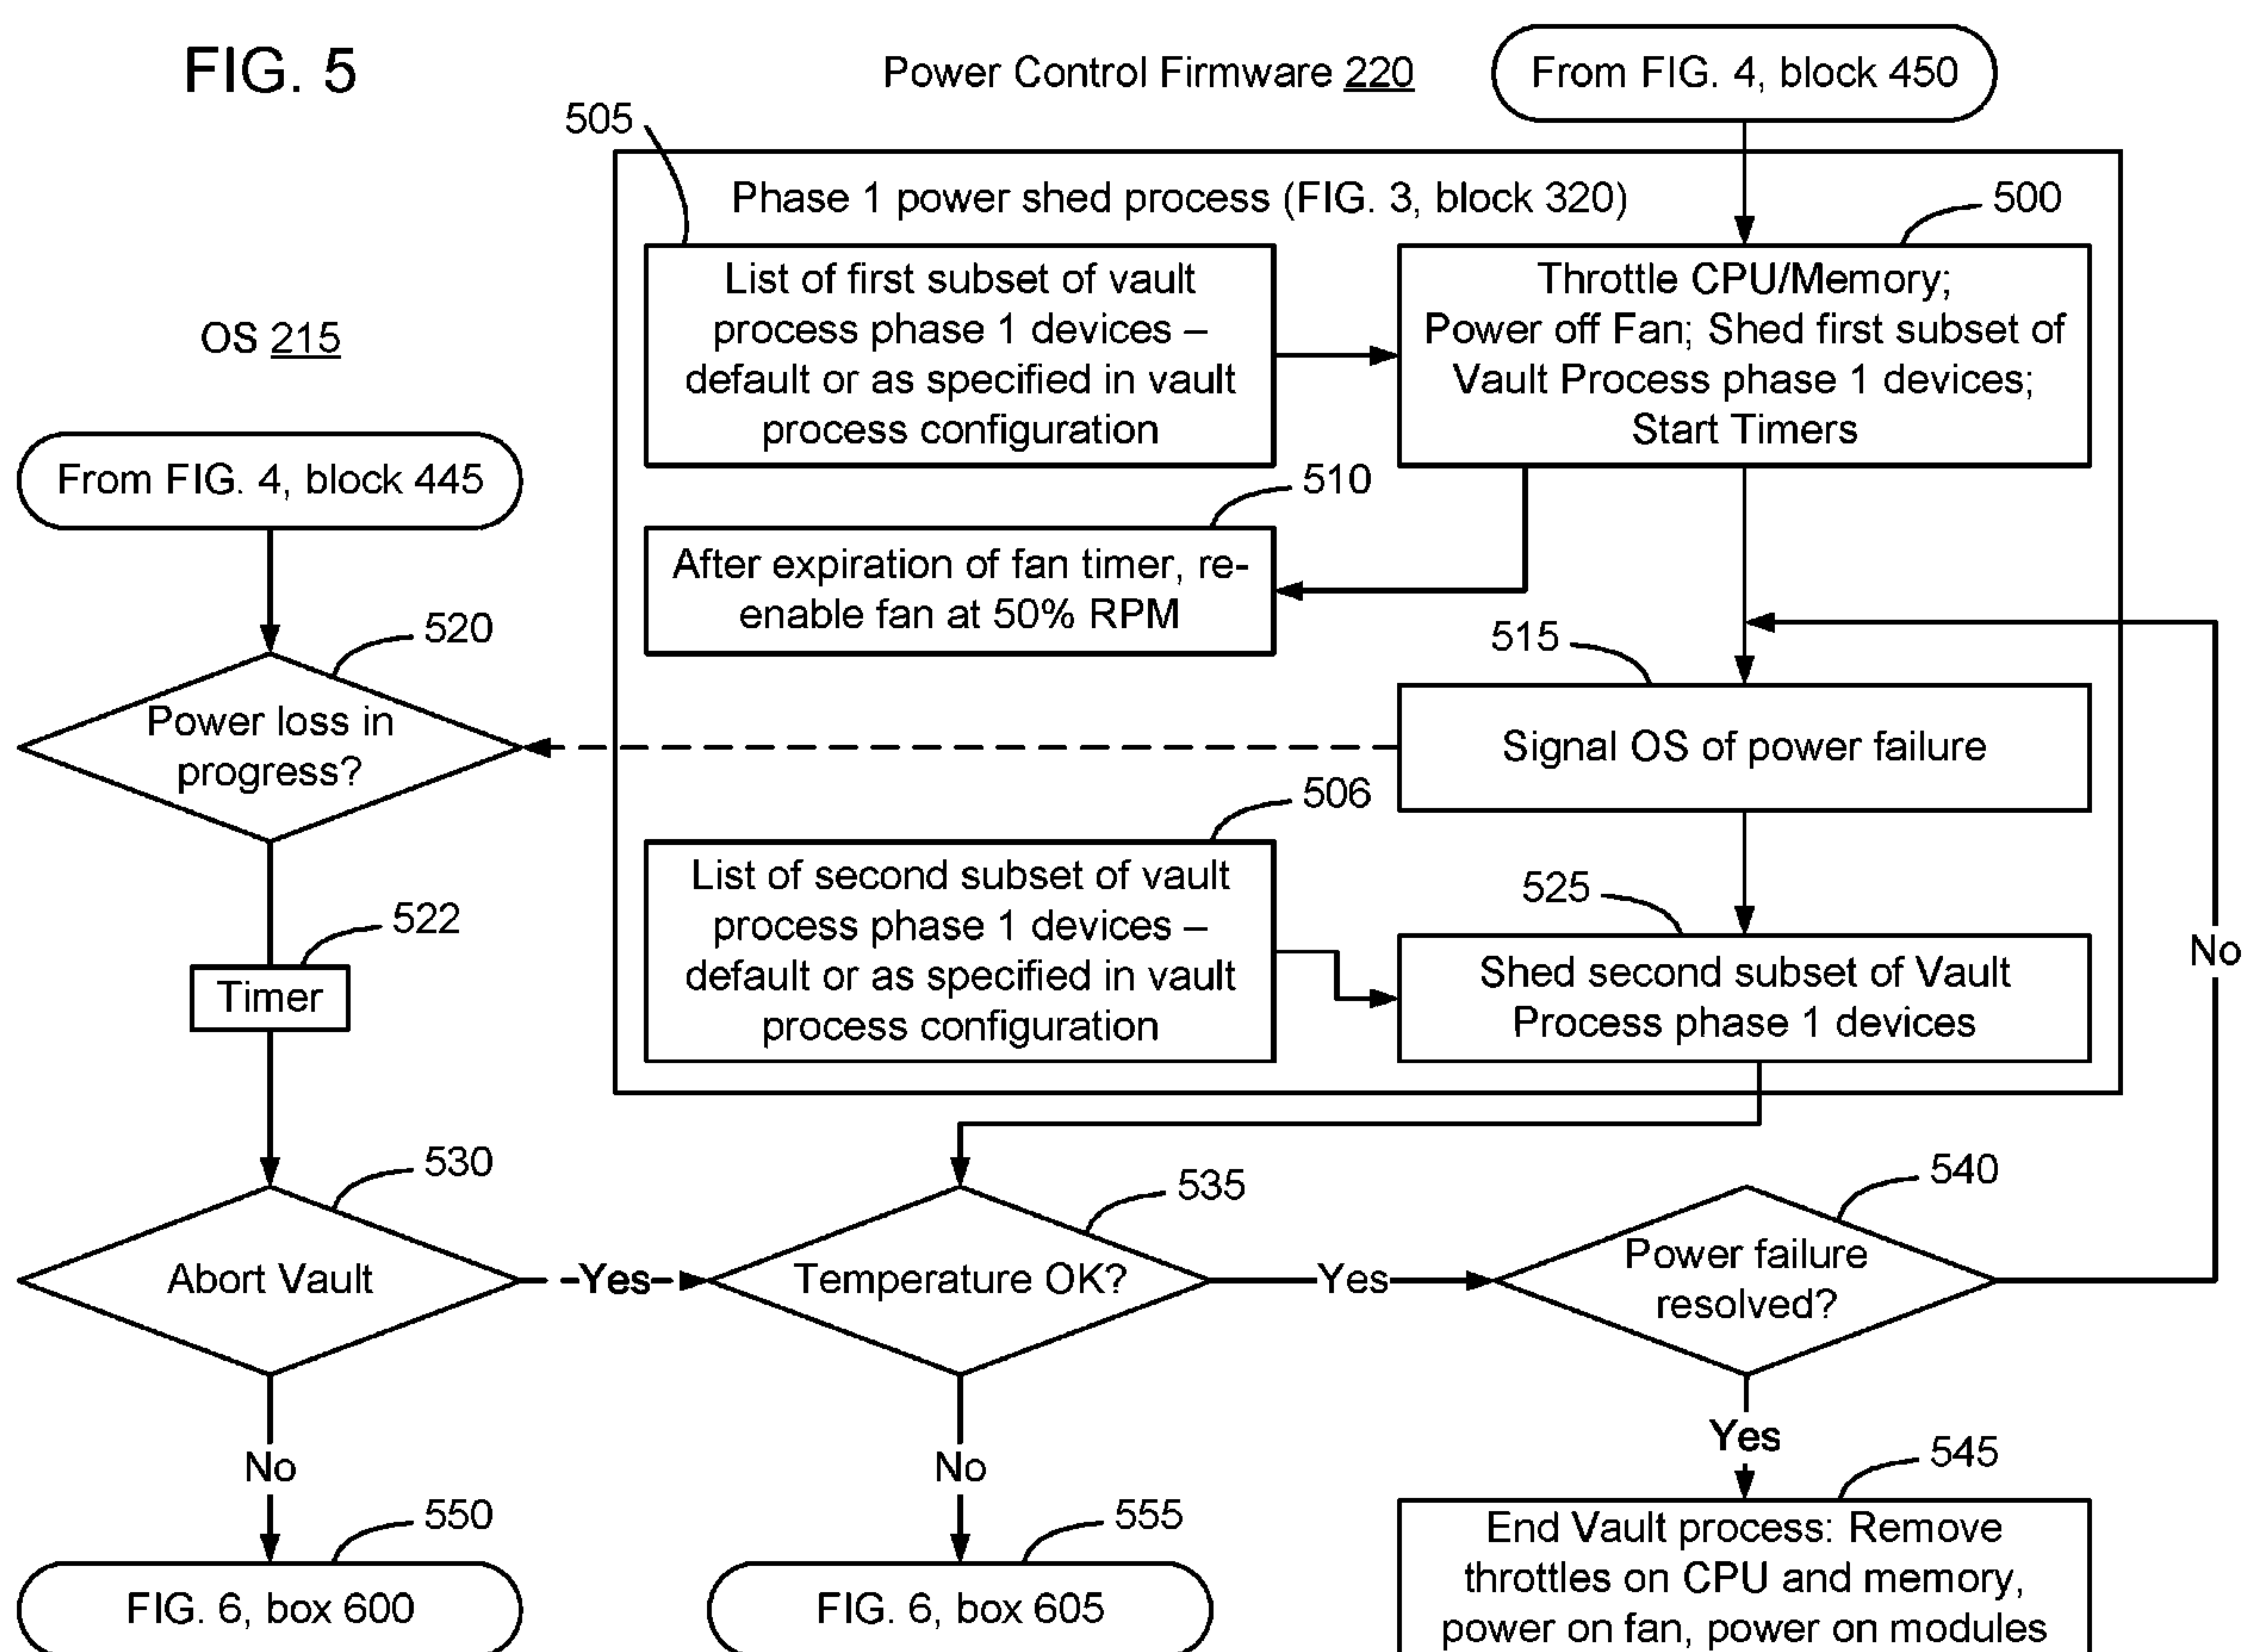 FIG. 5
Power Control Firmware 220
From FIG. 4, block 450
505
Phase 1 power shed process (FIG. 3, block 320)
500
List of first subset of vault
process phase 1 devices –
default or as specified in vault
process configuration
Throttle CPU/Memory;
Power off Fan; Shed first subset of
Vault Process phase 1 devices;
Start Timers
OS 215
From FIG. 4, block 445
510
After expiration of fan timer, re-
enable fan at 50% RPM
520
Power loss in
progress?
515
Signal OS of power failure
506
List of second subset of vault
process phase 1 devices –
default or as specified in vault
process configuration
525
Shed second subset of Vault
Process phase 1 devices
No
522
Timer
530
Abort Vault
Yes
535
Temperature OK?
Yes
540
Power failure
resolved?
No
No
Yes
550
FIG. 6, box 600
555
FIG. 6, box 605
545
End Vault process: Remove
throttles on CPU and memory,
power on fan, power on modules